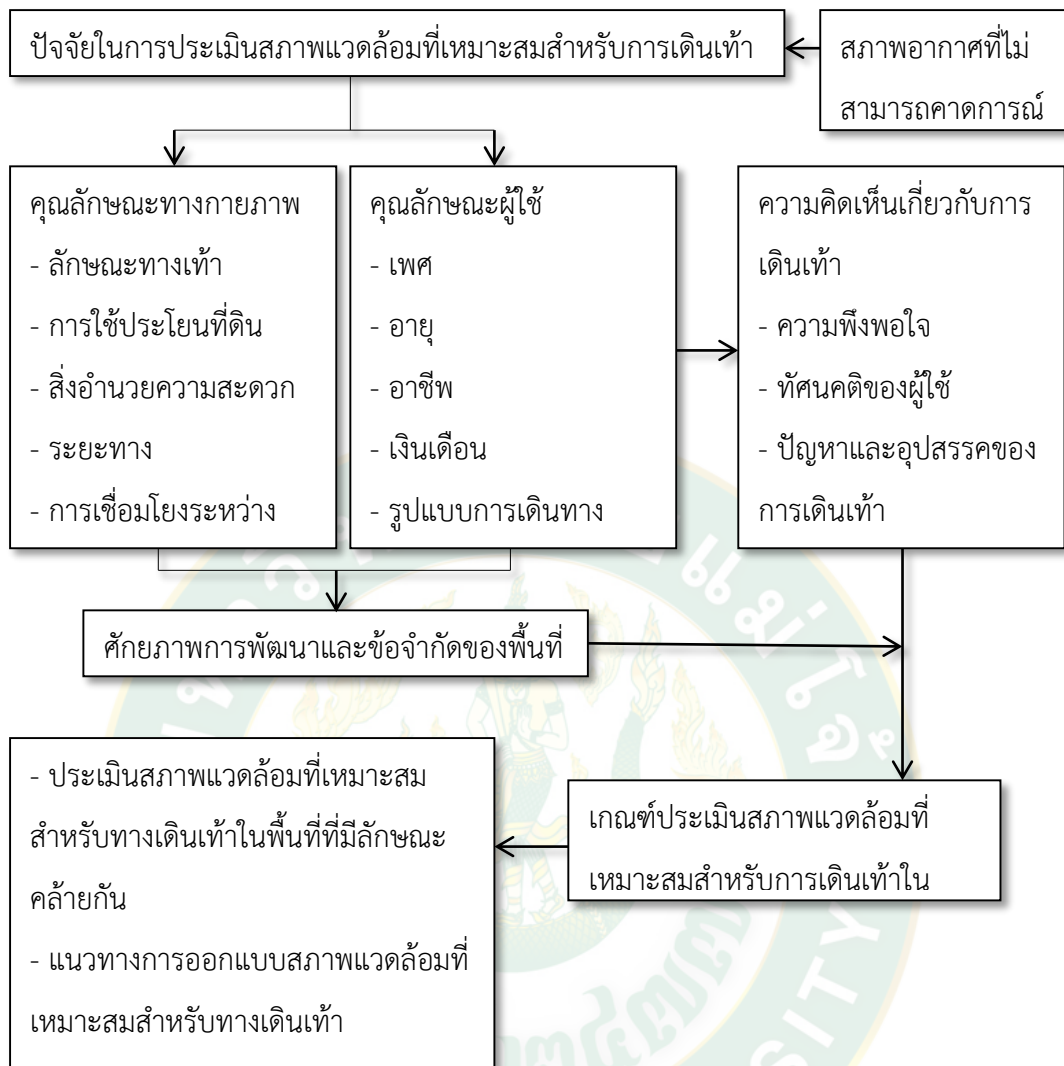 ปัจจัยในการประเมินสภาพแวดล้อมที่เหมาะสมสำหรับการเดินเท้า
สภาพอากาศที่ไม่
สามารถคาดการณ์
คุณลักษณะทางกายภาพ
- ลักษณะทางเท้า
- การใช้ประโยนที่ดิน
- สิ่งอำนวยความสะดวก
- ระยะทาง
- การเชื่อมโยงระหว่าง
คุณลักษณะผู้ใช้
- เพศ
- อายุ
- อาชีพ
- เงินเดือน
- รูปแบบการเดินทาง
ความคิดเห็นเกี่ยวกับการ
เดินเท้า
- ความพึงพอใจ
- ทัศนคติของผู้ใช้
- ปัญหาและอุปสรรคของ
การเดินเท้า
ศักยภาพการพัฒนาและข้อจำกัดของพื้นที่
- ประเมินสภาพแวดล้อมที่เหมาะสม
สำหรับทางเดินเท้าในพื้นที่ที่มีลักษณะ
คล้ายกัน
- แนวทางการออกแบบสภาพแวดล้อมที่
เหมาะสมสำหรับทางเดินเท้า
เกณฑ์ประเมินสภาพแวดล้อมที่
เหมาะสมสำหรับการเดินเท้าใน